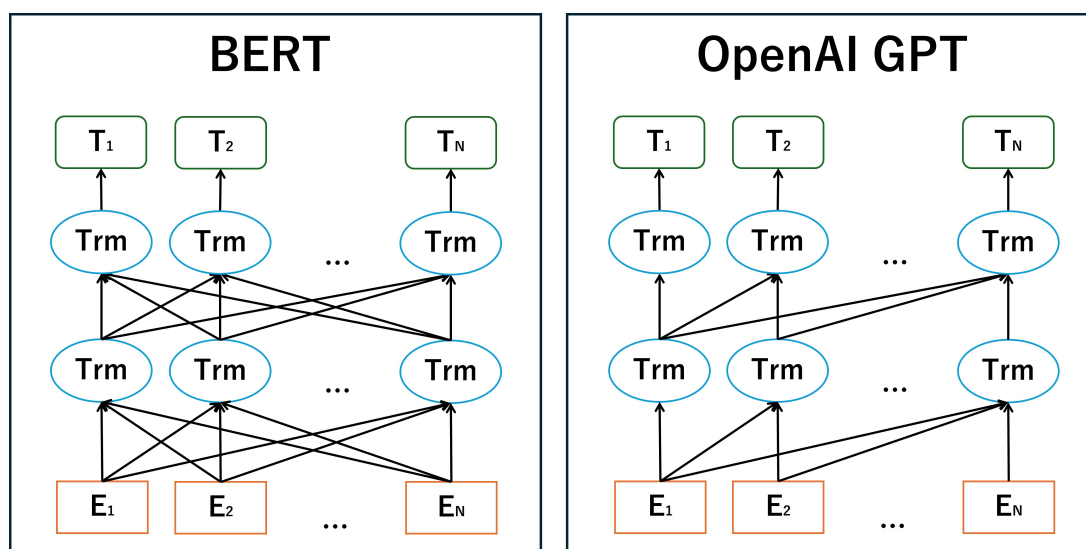 BERT
T1 T2 TN
Trm Trm ... Trm
Trm Trm ... Trm
E1 E2 ... EN
OpenAI GPT
T1 T2 TN
Trm Trm ... Trm
Trm Trm ... Trm
E1 E2 ... EN